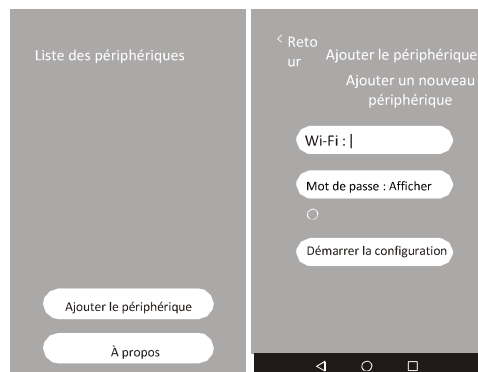 Liste des périphériques
Ajouter le périphérique
À propos
< Reto
ur
Ajouter le périphérique
Ajouter un nouveau
périphérique
Wi-Fi : |
Mot de passe : Afficher
Démarrer la configuration